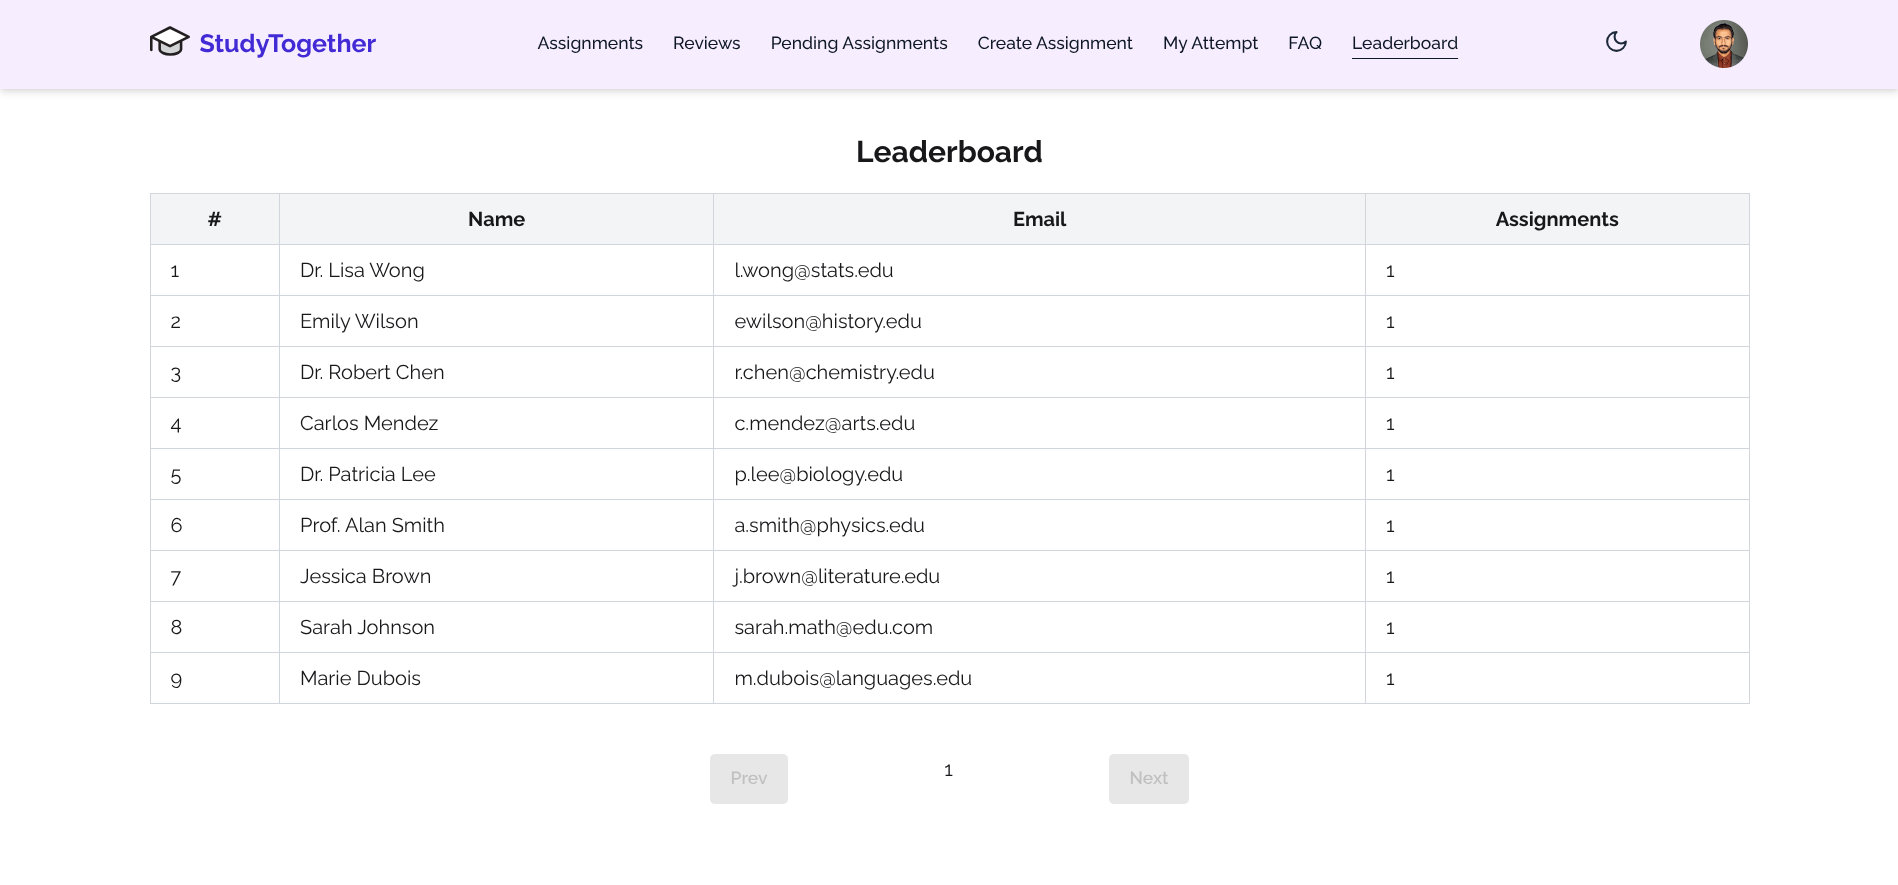 StudyTogether
Assignments Reviews Pending Assignments Create Assignment My Attempt FAQ Leaderboard
Leaderboard
# Name Email Assignments
1 Dr. Lisa Wong l.wong@stats.edu 1
2 Emily Wilson ewilson@history.edu 1
3 Dr. Robert Chen r.chen@chemistry.edu 1
4 Carlos Mendez c.mendez@arts.edu 1
5 Dr. Patricia Lee p.lee@biology.edu 1
6 Prof. Alan Smith a.smith@physics.edu 1
7 Jessica Brown j.brown@literature.edu 1
8 Sarah Johnson sarah.math@edu.com 1
9 Marie Dubois m.dubois@languages.edu 1
Prev 1 Next